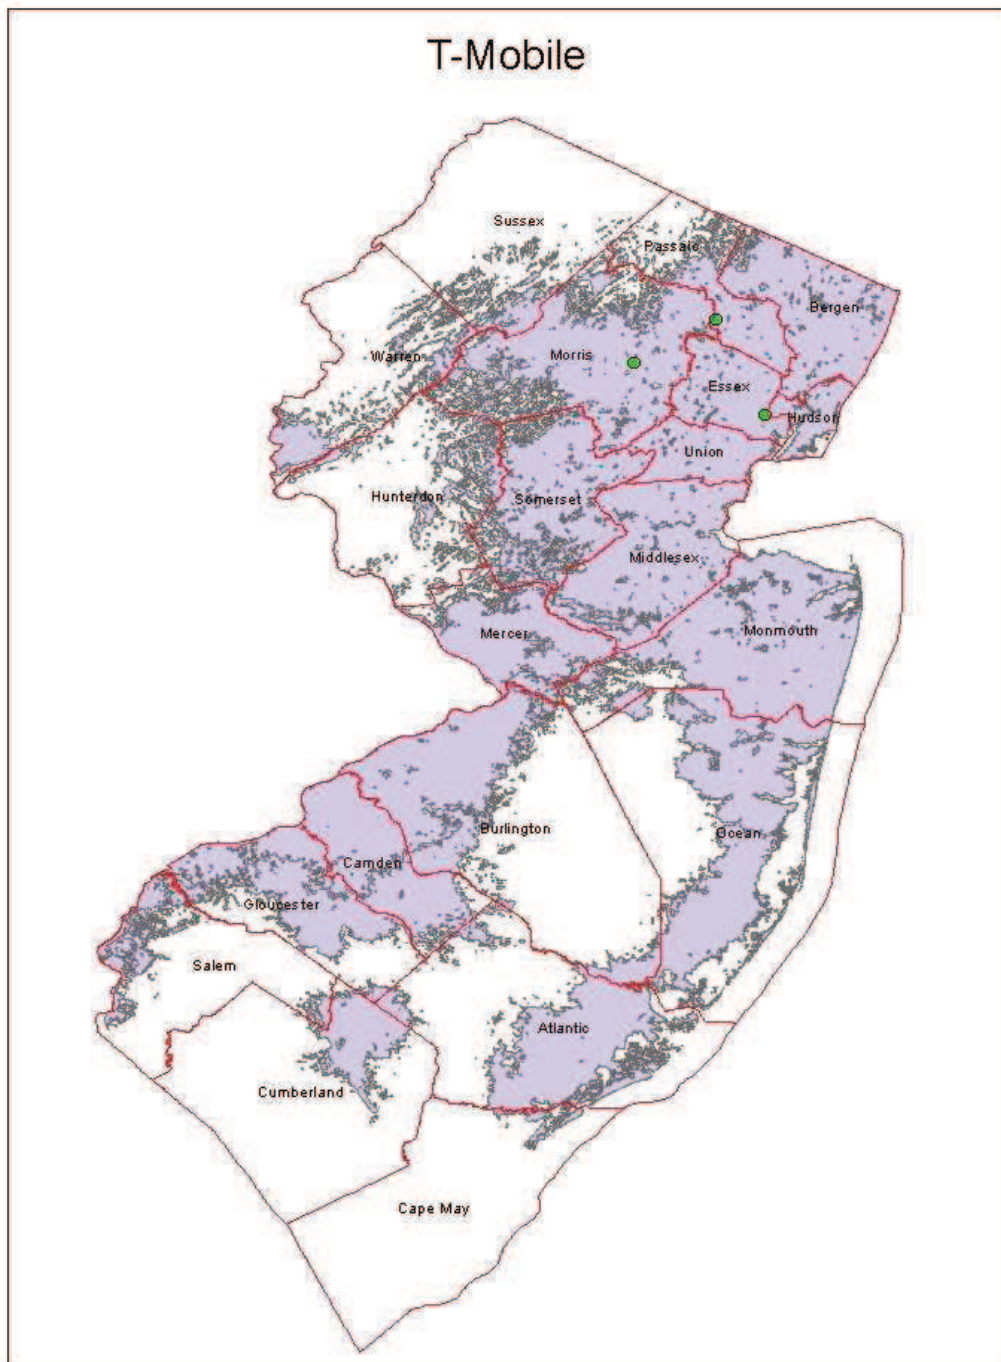 T-Mobile
Sussex
Passaic
Bergen
Warren
Morris
Essex
Hudson
Union
Hunterdon
Somerset
Middlesex
Mercer
Monmouth
Burlington
Ocean
Camden
Gloucester
Salem
Atlantic
Cumberland
Cape May